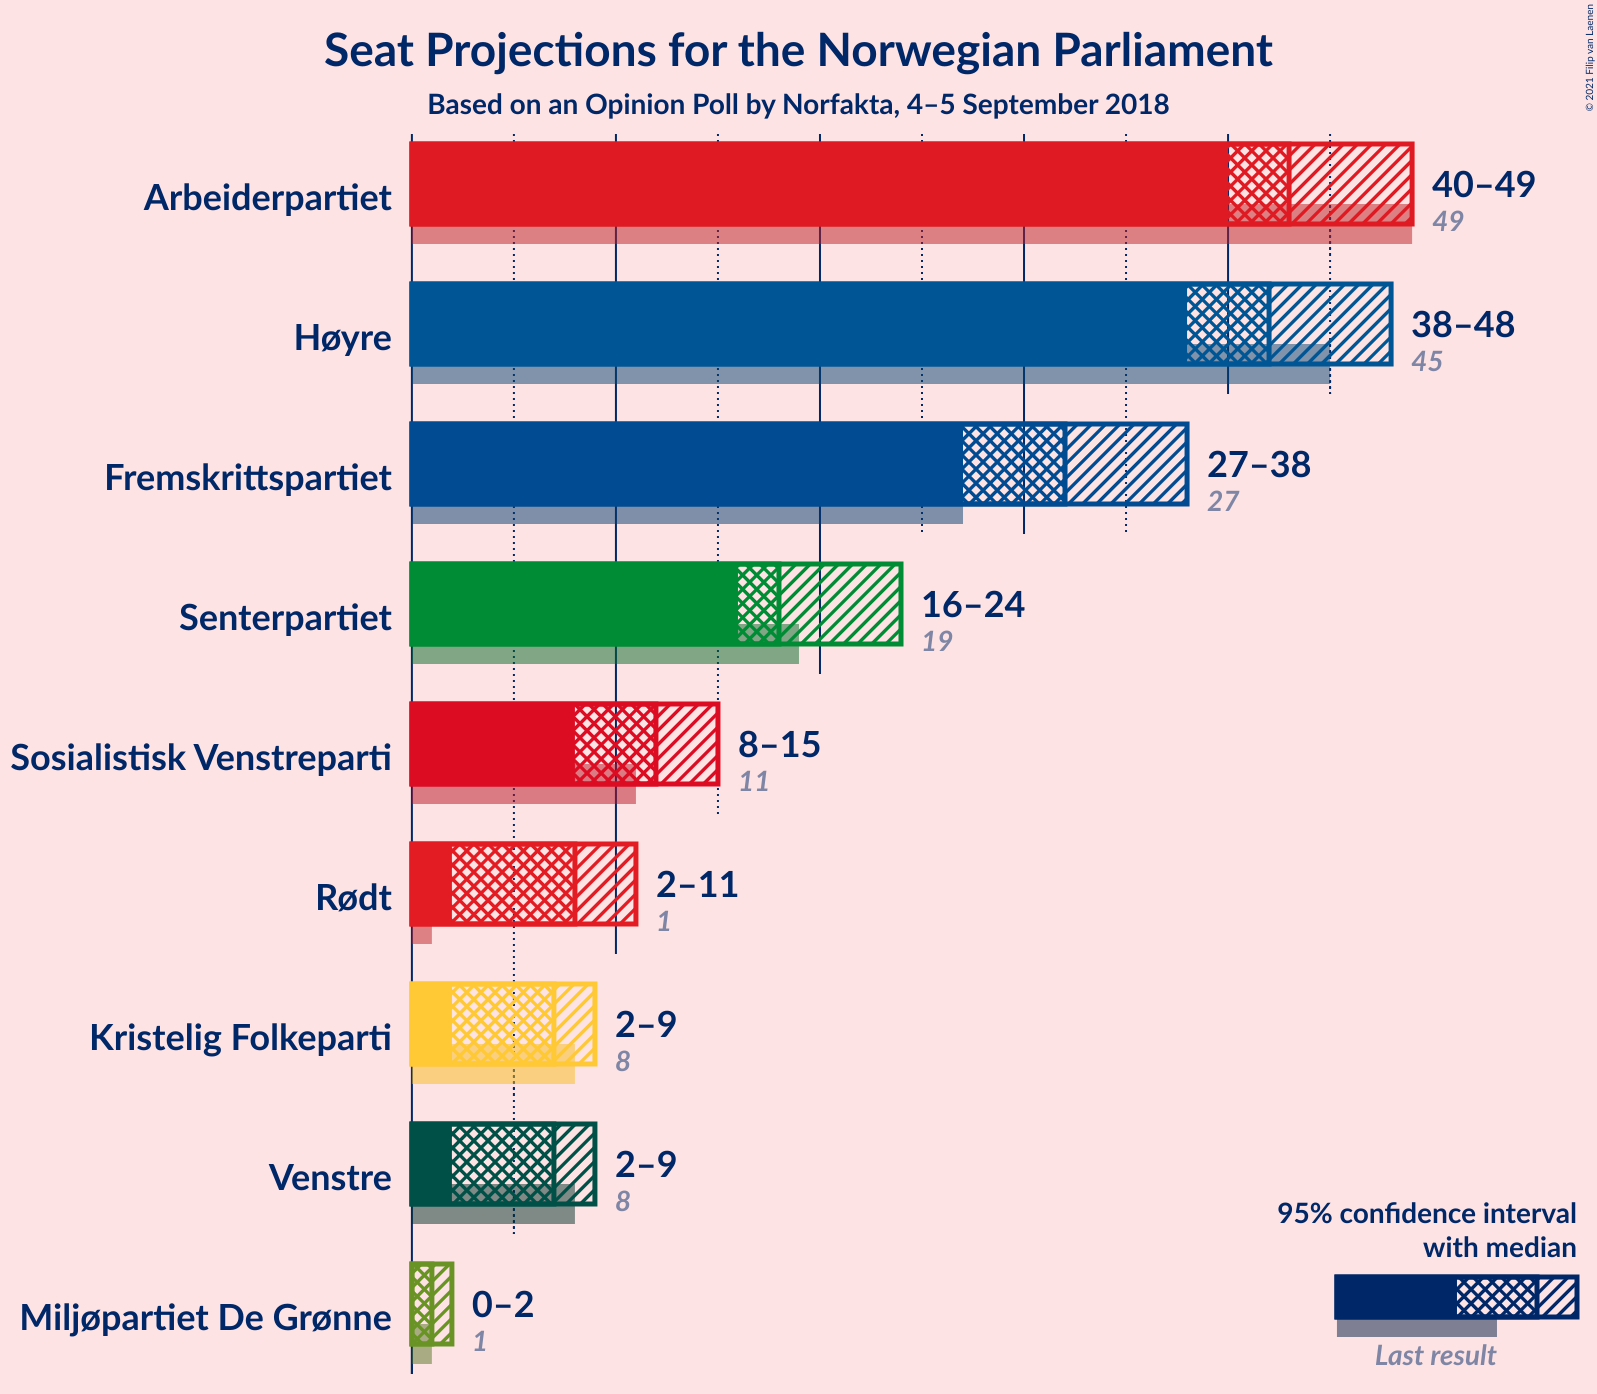 Seat Projections for the Norwegian Parliament
Based on an Opinion Poll by Norfakta, 4–5 September 2018
© 2021 Filip van Laenen
Arbeiderpartiet
40–49
49
Høyre
38–48
45
Fremskrittspartiet
27–38
27
Senterpartiet
16–24
19
Sosialistisk Venstreparti
8–15
11
Rødt
2–11
1
Kristelig Folkeparti
2–9
8
Venstre
2–9
8
Miljøpartiet De Grønne
0–2
1
95% confidence interval
with median
Last result